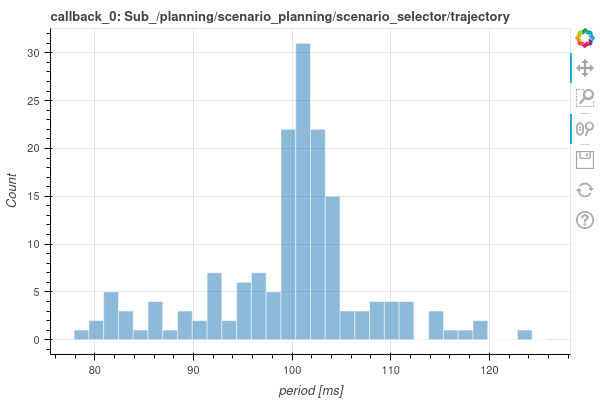 callback_0: Sub_/planning/scenario_planning/scenario_selector/trajectory
30
25
20
15
10
5
0
Count
80 90 100 110 120
period [ms]